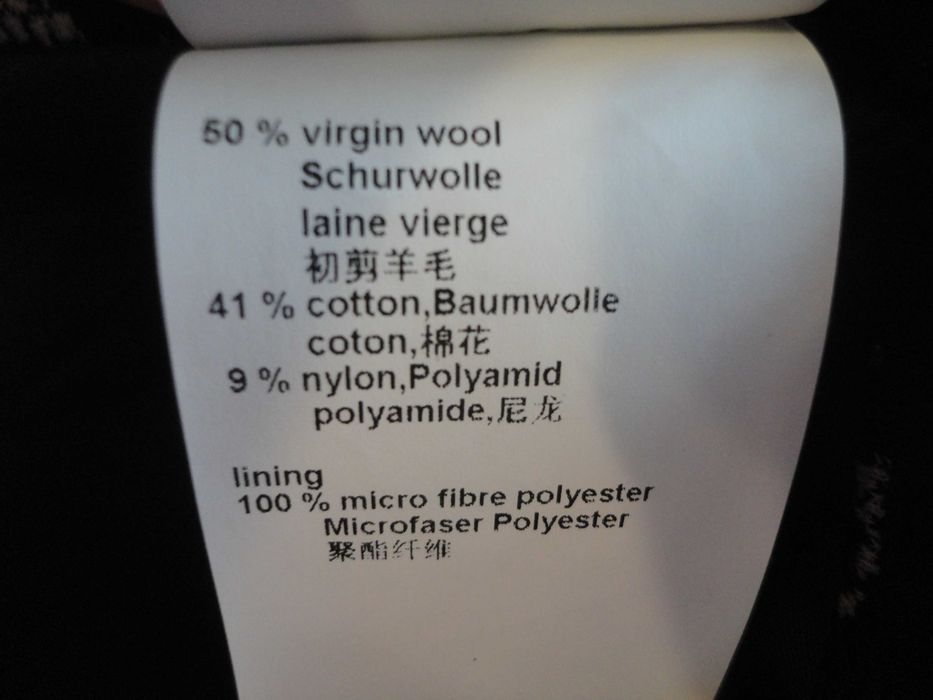 50 % virgin wool
Schurwolle
laine vierge
初剪羊毛
41 % cotton,Baumwolle
coton,棉花
9 % nylon,Polyamid
polyamide,尼龙
lining
100 % micro fibre polyester
Microfaser Polyester
聚酯纤维